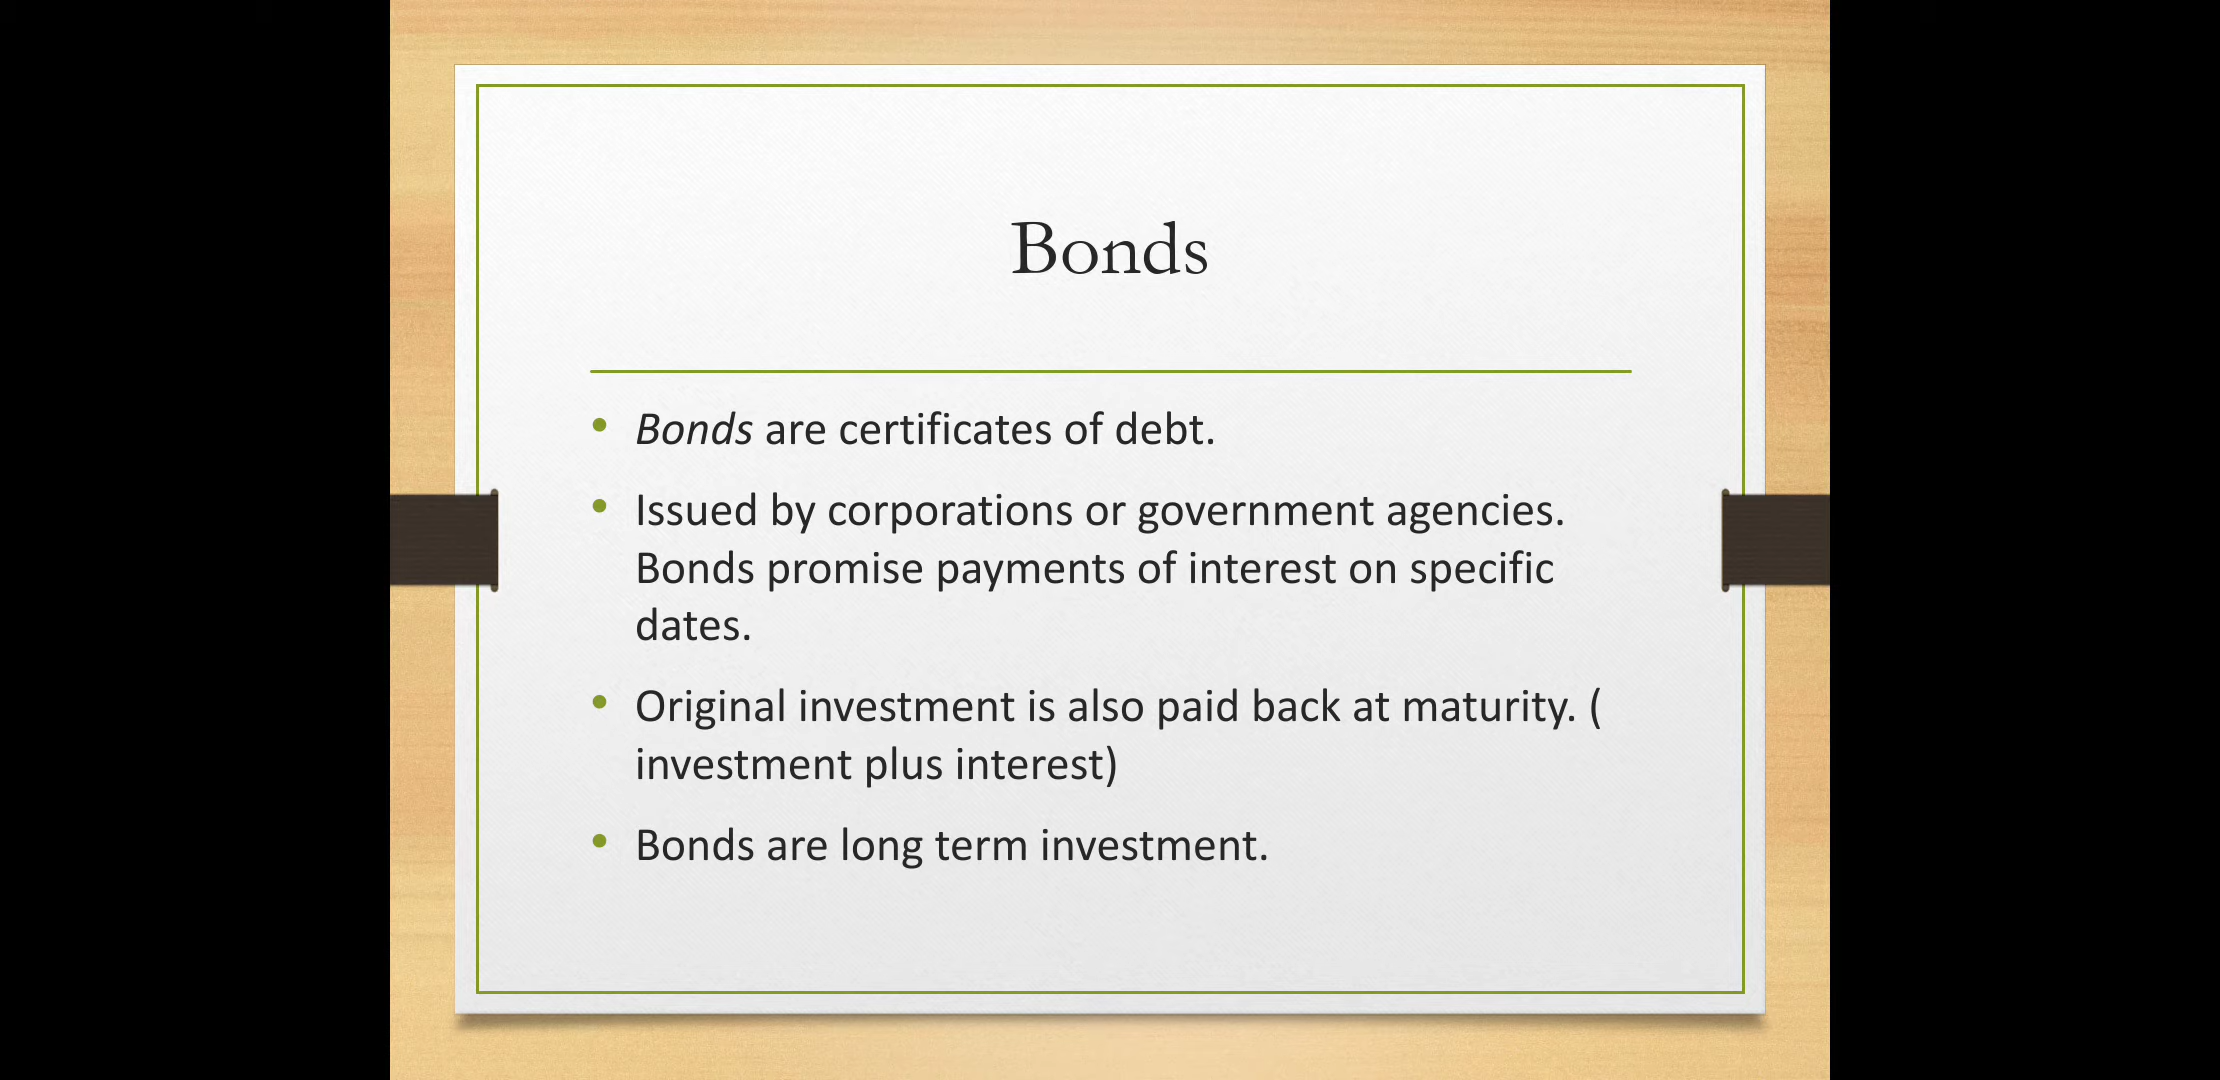 Bonds
• Bonds are certificates of debt.
• Issued by corporations or government agencies.
Bonds promise payments of interest on specific
dates.
• Original investment is also paid back at maturity. (
investment plus interest)
• Bonds are long term investment.